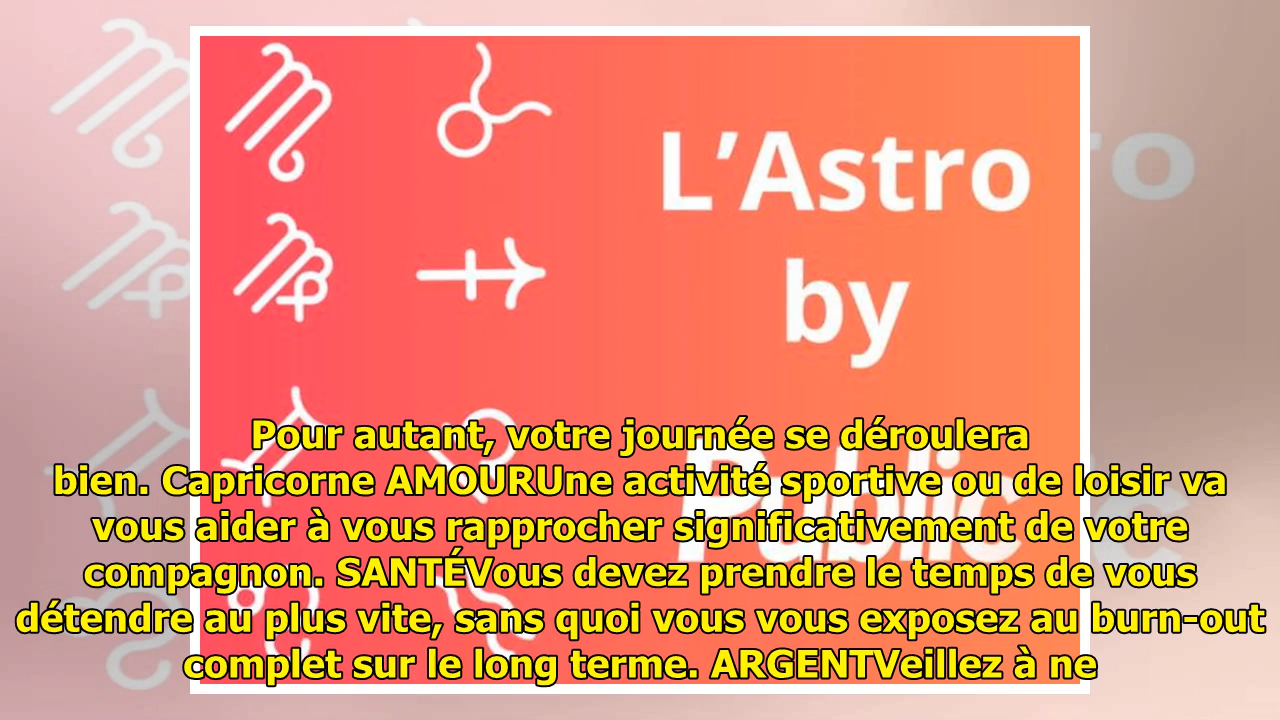 L’Astro
by
Public
Pour autant, votre journée se déroulera
bien. Capricorne AMOURUne activité sportive ou de loisir va
vous aider à vous rapprocher significativement de votre
compagnon. SANTÉVous devez prendre le temps de vous
détendre au plus vite, sans quoi vous vous exposez au burn-out
complet sur le long terme. ARGENTVeillez à ne